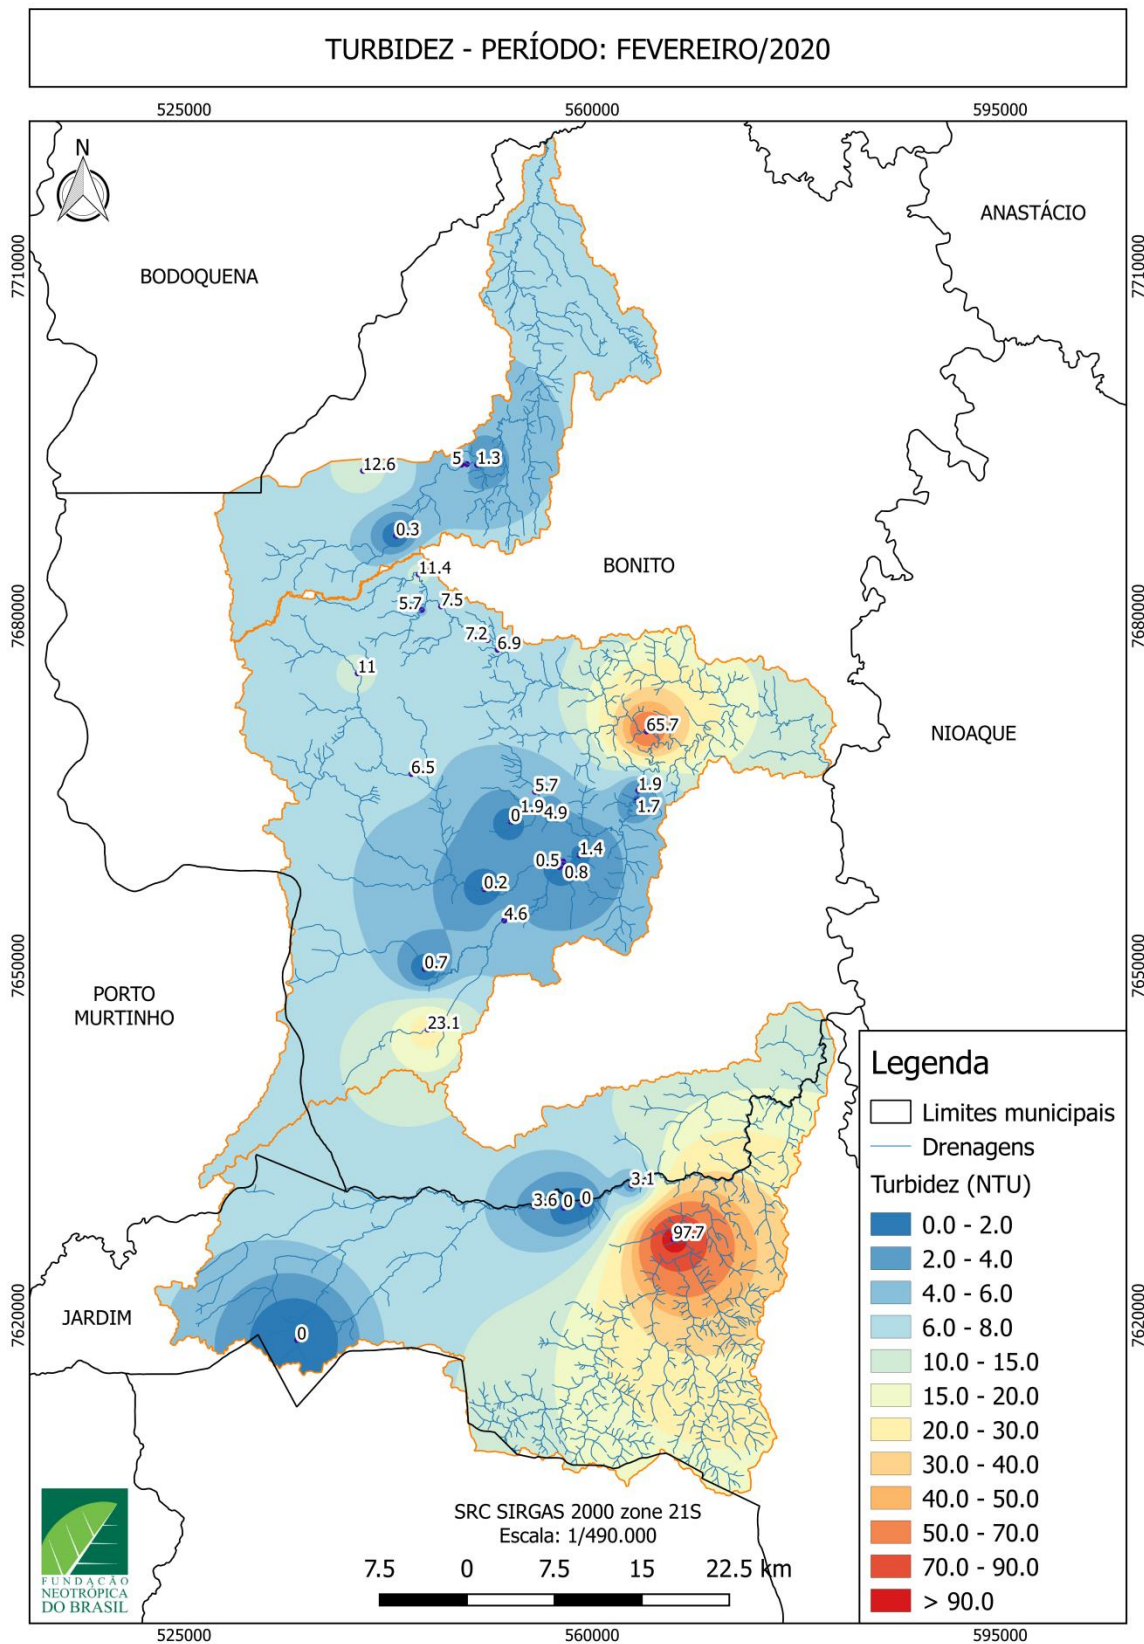 TURBIDEZ - PERÍODO: FEVEREIRO/2020
525000
560000
595000
N
ANASTÁCIO
7710000
BODOQUENA
7710000
12.6
5
1.3
0.3
11.4
BONITO
7680000
5.7
7.5
7680000
7.2
6.9
11
65.7
NIOAQUE
6.5
5.7
1.9
0
1.9
4.9
1.7
0.5
1.4
0.8
0.2
4.6
7650000
0.7
7650000
PORTO
MURTINHO
23.1
3.6
0
0
3.1
97.7
7620000
JARDIM
0
7620000
Legenda
Limites municipais
Drenagens
Turbidez (NTU)
0.0 - 2.0
2.0 - 4.0
4.0 - 6.0
6.0 - 8.0
10.0 - 15.0
15.0 - 20.0
20.0 - 30.0
30.0 - 40.0
40.0 - 50.0
50.0 - 70.0
70.0 - 90.0
> 90.0
SRC SIRGAS 2000 zone 21S
Escala: 1/490.000
7.5 0 7.5 15 22.5 km
FUNDAÇÃO
NEOTRÓPICA
DO BRASIL
525000
560000
595000